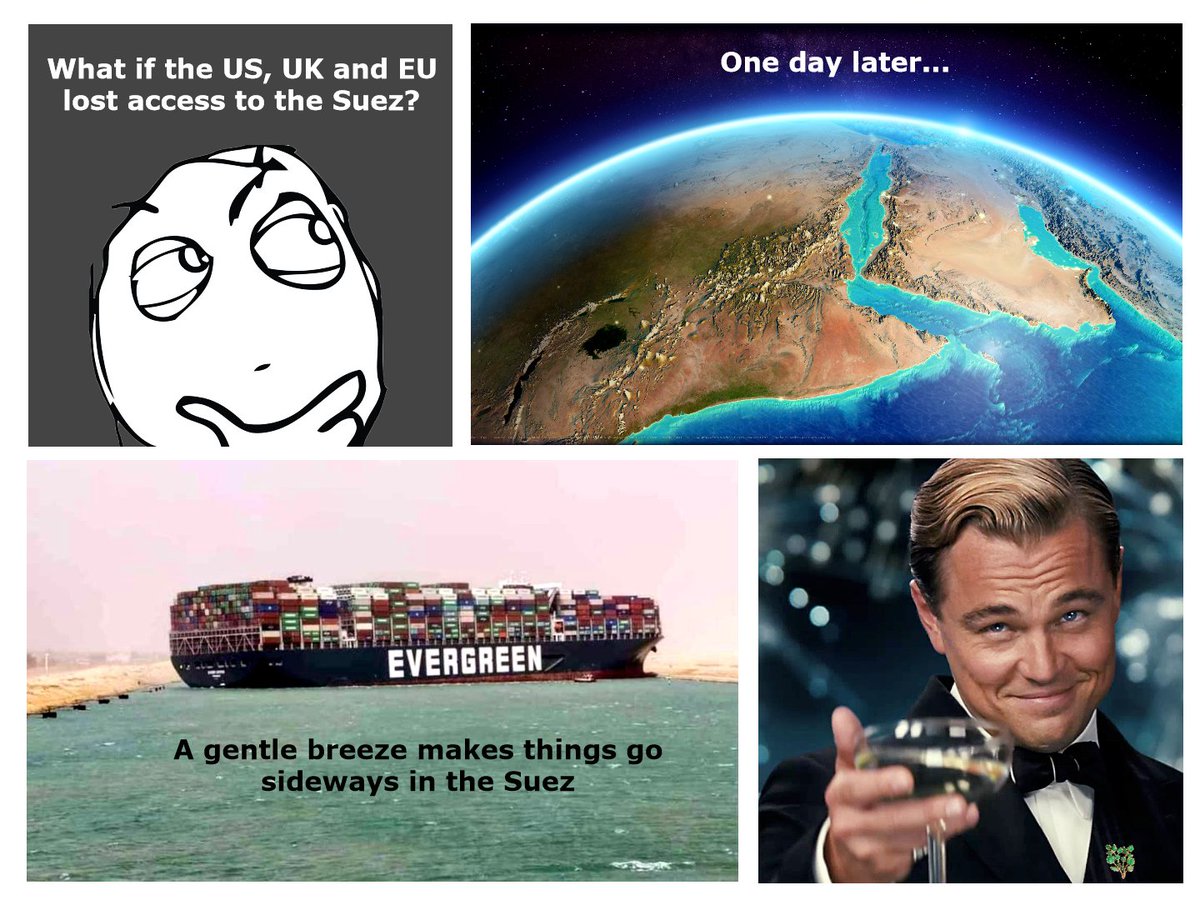 What if the US, UK and EU
lost access to the Suez?
One day later...
EVERGREEN
A gentle breeze makes things go
sideways in the Suez